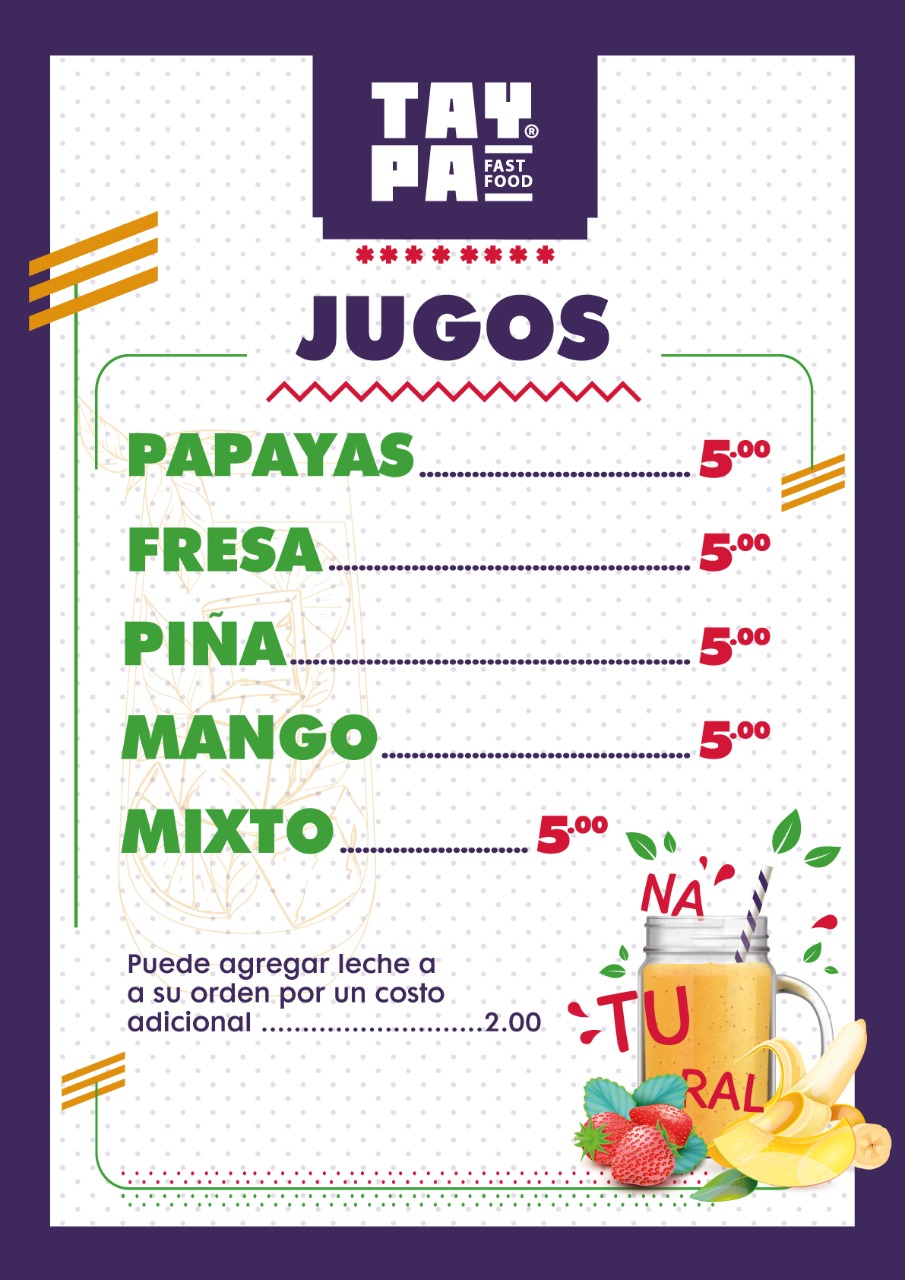 TAY®
PA FAST
FOOD
********
JUGOS
PAPAYAS........................................5.00
FRESA........................................5.00
PIÑA........................................5.00
MANGO........................................5.00
MIXTO........................5.00
NA
Puede agregar leche a
a su orden por un costo
adicional ...........................2.00
TU
RAL